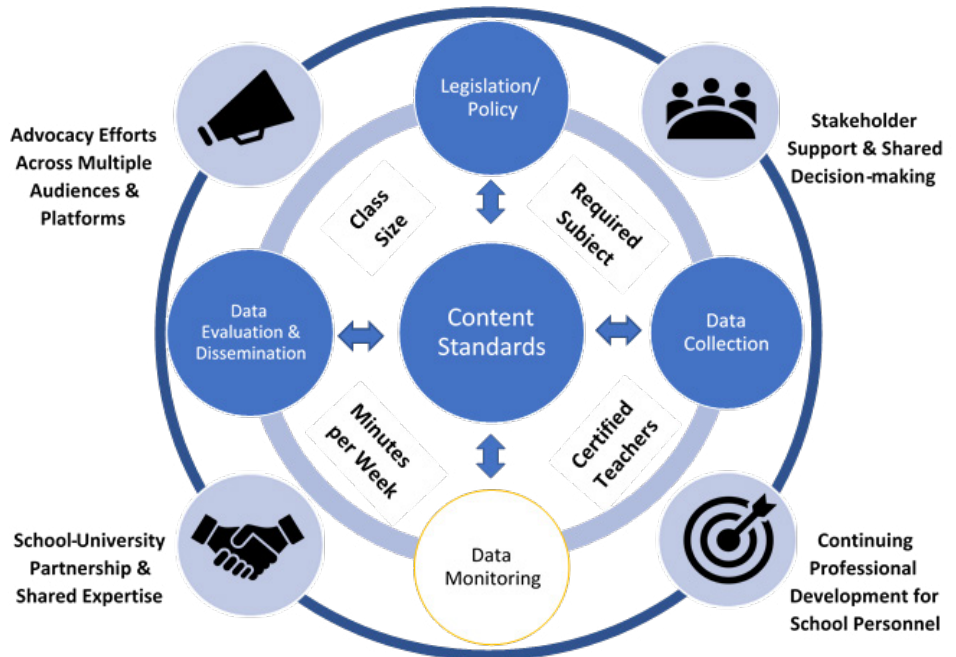 Legislation/
Policy
Advocacy Efforts
Across Multiple
Audiences &
Platforms
Stakeholder
Support & Shared
Decision-making
Class
Size
Required
Subject
Data
Evaluation &
Dissemination
Content
Standards
Data
Collection
Minutes
per Week
Certified
Teachers
School-University
Partnership &
Shared Expertise
Data
Monitoring
Continuing
Professional
Development for
School Personnel